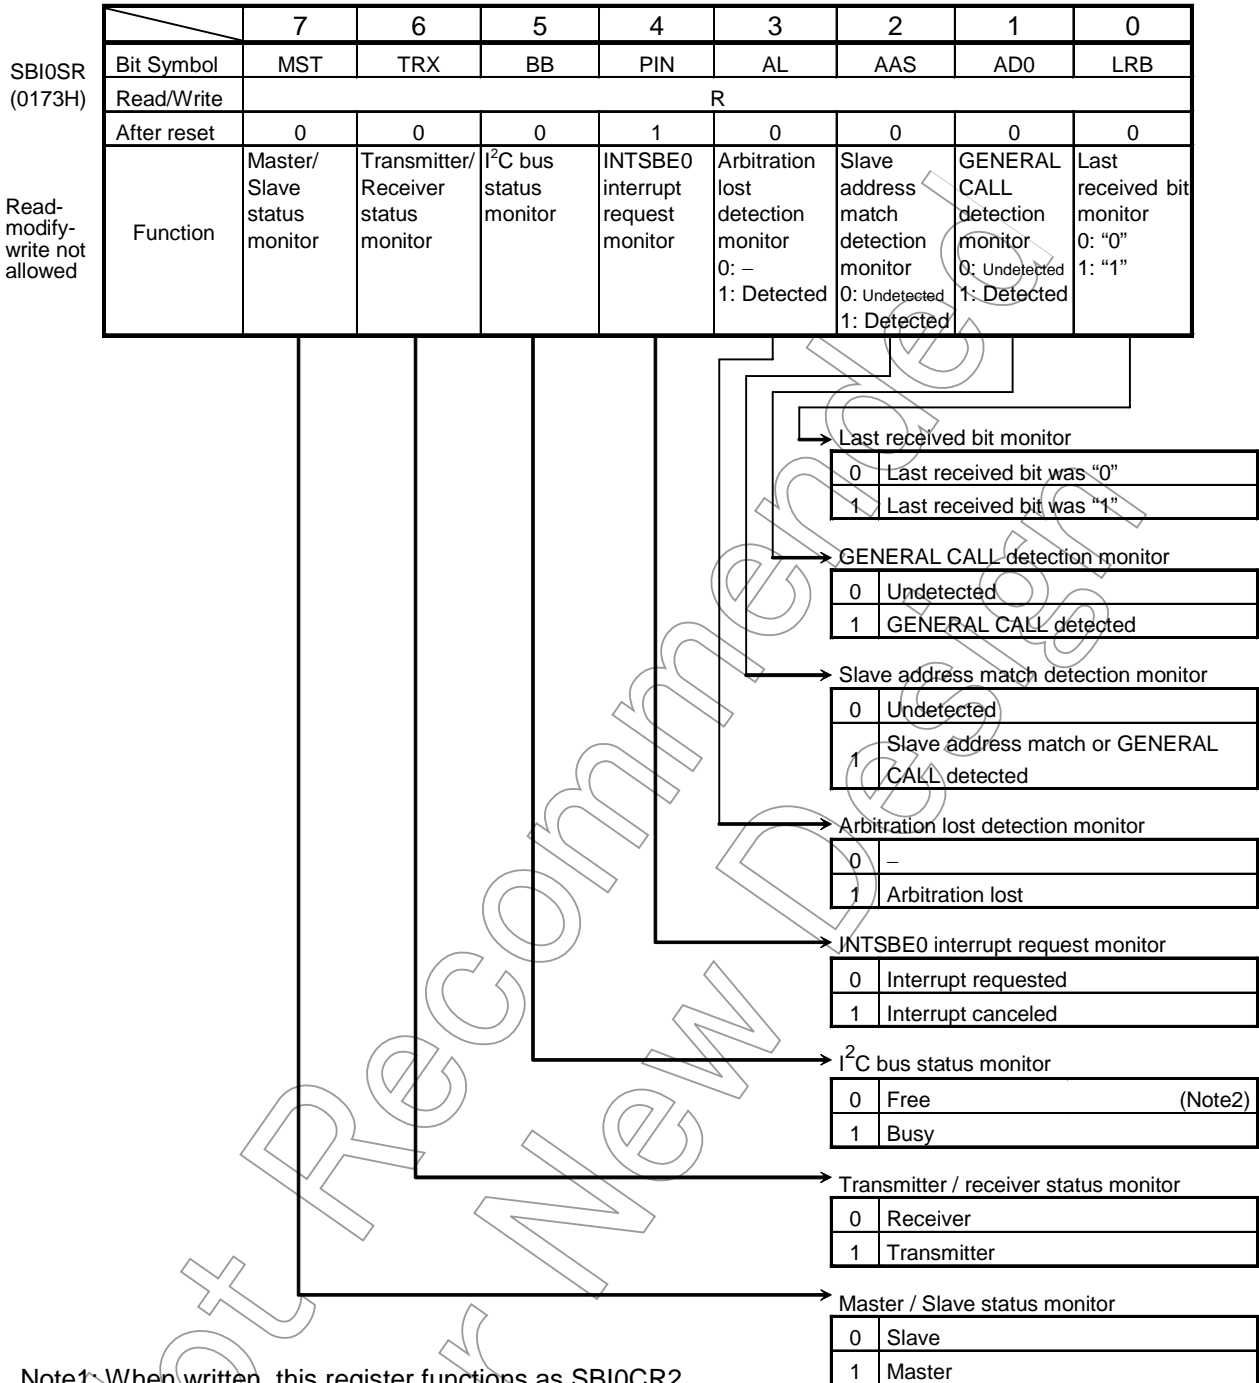 7 6 5 4 3 2 1 0
SBI0SR
(0173H)
Bit Symbol MST TRX BB PIN AL AAS AD0 LRB
Read/Write R
After reset 0 0 0 1 0 0 0 0
Read-
modify-
write not
allowed
Function
Master/
Slave
status
monitor
Transmitter/
Receiver
status
monitor
I2C bus
status
monitor
INTSBE0
interrupt
request
monitor
Arbitration
lost
detection
monitor
0: –
1: Detected
Slave
address
match
detection
monitor
0: Undetected
1: Detected
GENERAL
CALL
detection
monitor
0: Undetected
1: Detected
Last
received bit
monitor
0: “0”
1: “1”
Last received bit monitor
0 Last received bit was “0”
1 Last received bit was “1”
GENERAL CALL detection monitor
0 Undetected
1 GENERAL CALL detected
Slave address match detection monitor
0 Undetected
1 Slave address match or GENERAL
CALL detected
Arbitration lost detection monitor
0 –
1 Arbitration lost
INTSBE0 interrupt request monitor
0 Interrupt requested
1 Interrupt canceled
I2C bus status monitor
0 Free (Note2)
1 Busy
Transmitter / receiver status monitor
0 Receiver
1 Transmitter
Master / Slave status monitor
0 Slave
1 Master
Note1: When written, this register functions as SBI0CR2
Not Recommended
for New Design